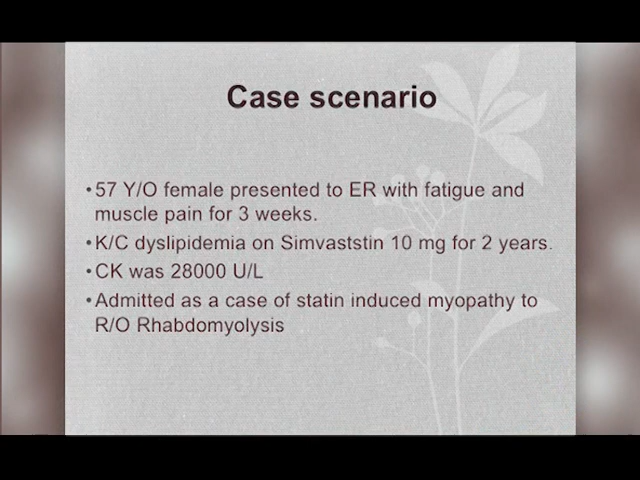 Case scenario
•57 Y/O female presented to ER with fatigue and
muscle pain for 3 weeks.
•K/C dyslipidemia on Simvaststin 10 mg for 2 years.
•CK was 28000 U/L
•Admitted as a case of statin induced myopathy to
R/O Rhabdomyolysis